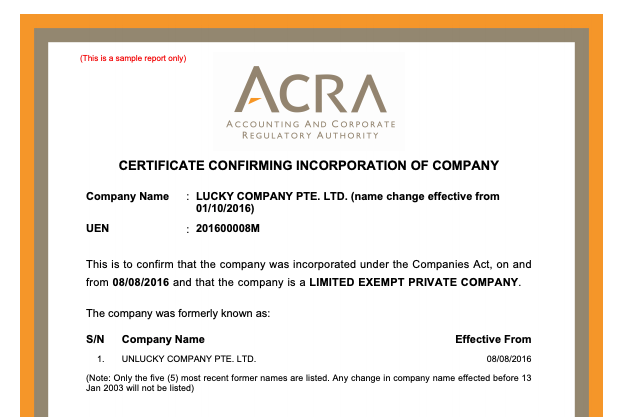 (This is a sample report only)
ACRA
ACCOUNTING AND CORPORATE
REGULATORY AUTHORITY
CERTIFICATE CONFIRMING INCORPORATION OF COMPANY
Company Name : LUCKY COMPANY PTE. LTD. (name change effective from
01/10/2016)
UEN : 201600008M
This is to confirm that the company was incorporated under the Companies Act, on and
from 08/08/2016 and that the company is a LIMITED EXEMPT PRIVATE COMPANY.
The company was formerly known as:
S/N Company Name Effective From
1. UNLUCKY COMPANY PTE. LTD. 08/08/2016
(Note: Only the five (5) most recent former names are listed. Any change in company name effected before 13
Jan 2003 will not be listed)